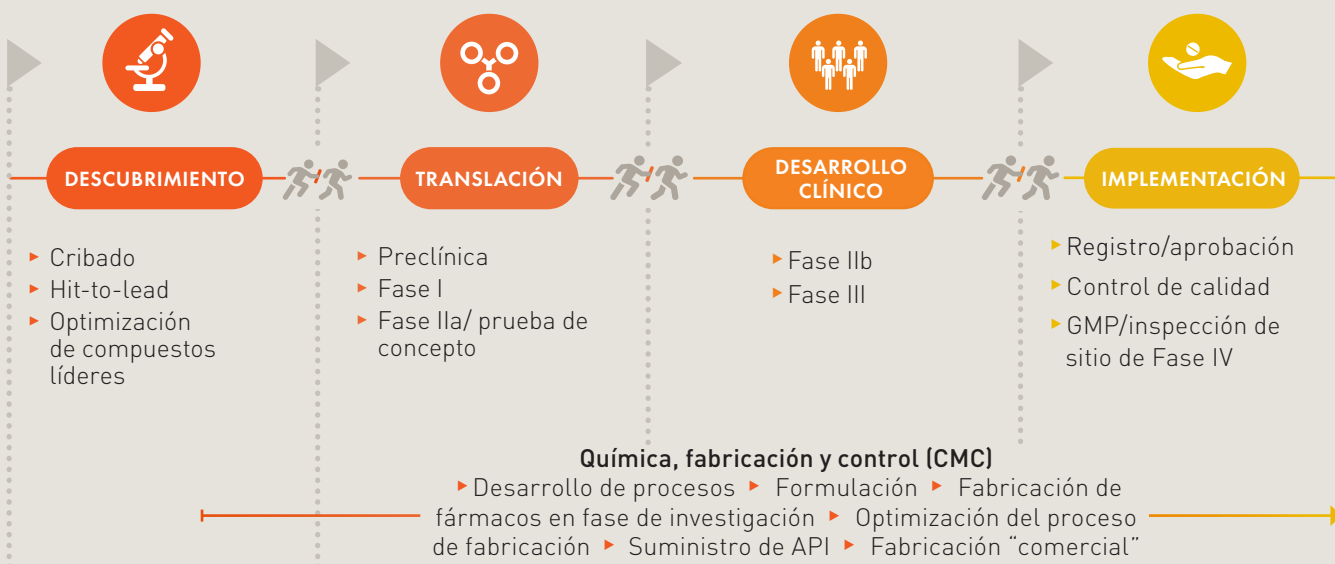 DESCUBRIMIENTO
TRANSLACIÓN
DESARROLLO
CLÍNICO
IMPLEMENTACIÓN
▸ Cribado
▸ Hit-to-lead
▸ Optimización
de compuestos
líderes
▸ Preclínica
▸ Fase I
▸ Fase IIa/ prueba de
concepto
▸ Fase IIb
▸ Fase III
▸ Registro/aprobación
▸ Control de calidad
▸ GMP/inspección de
sitio de Fase IV
Química, fabricación y control (CMC)
▸ Desarrollo de procesos ▸ Formulación ▸ Fabricación de
fármacos en fase de investigación ▸ Optimización del proceso
de fabricación ▸ Suministro de API ▸ Fabricación “comercial”